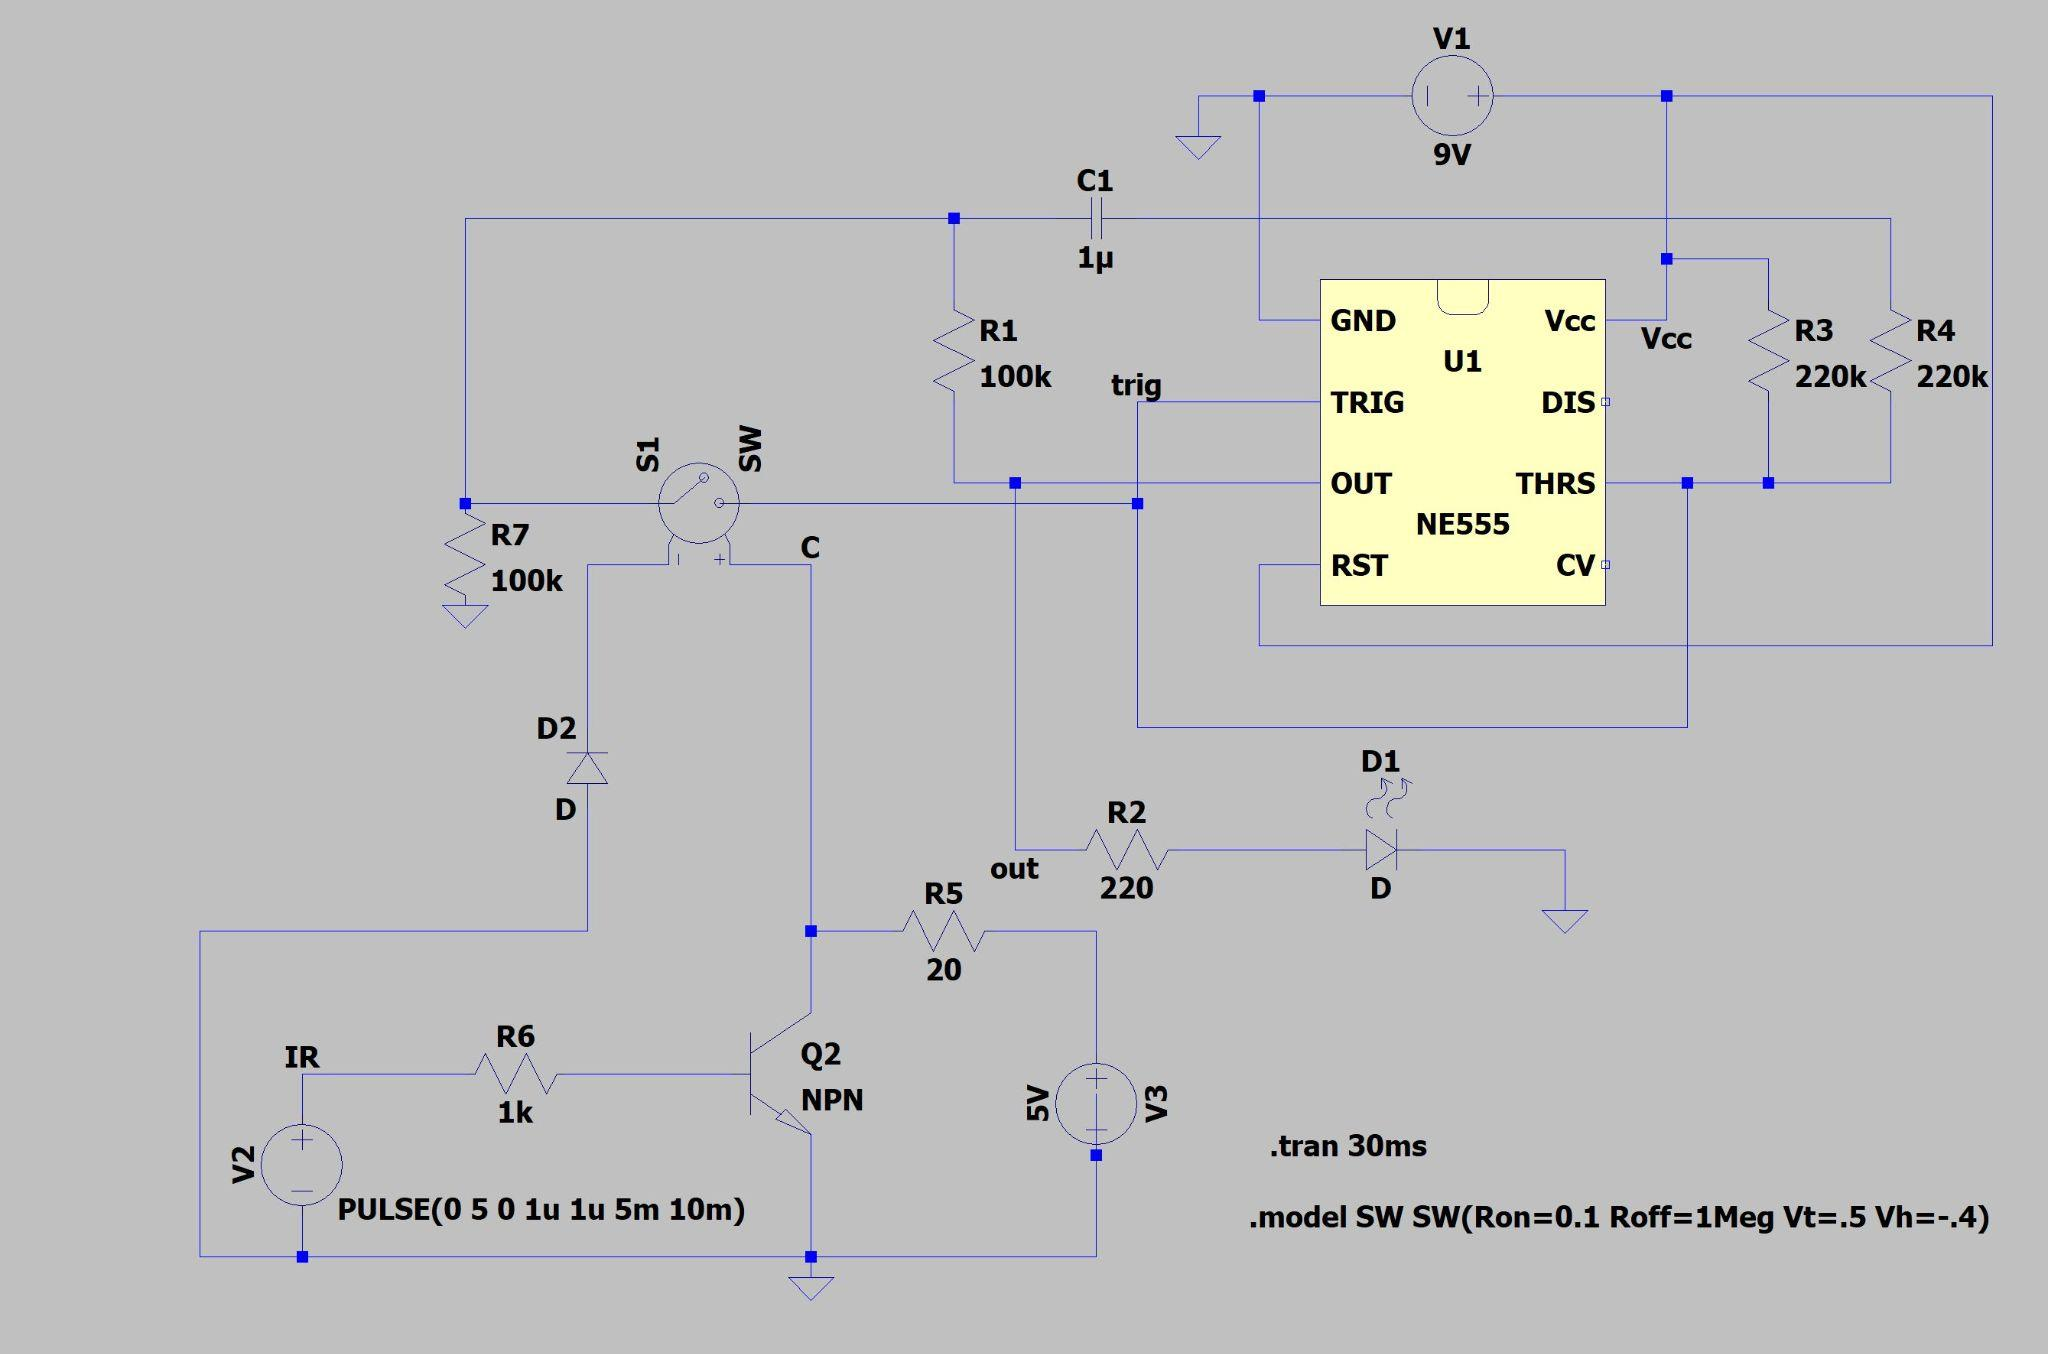 V1
9V
C1
1µ
R1
100k
trig
GND
TRIG
OUT
RST
Vcc
DIS
THRS
CV
U1
NE555
Vcc
R3
220k
R4
220k
S1
SW
C
R7
100k
D2
D
D1
D
R2
220
out
R5
20
IR
R6
1k
Q2
NPN
V2
PULSE(0 5 0 1u 1u 5m 10m)
5V
V3
.tran 30ms
.model SW SW(Ron=0.1 Roff=1Meg Vt=.5 Vh=-.4)